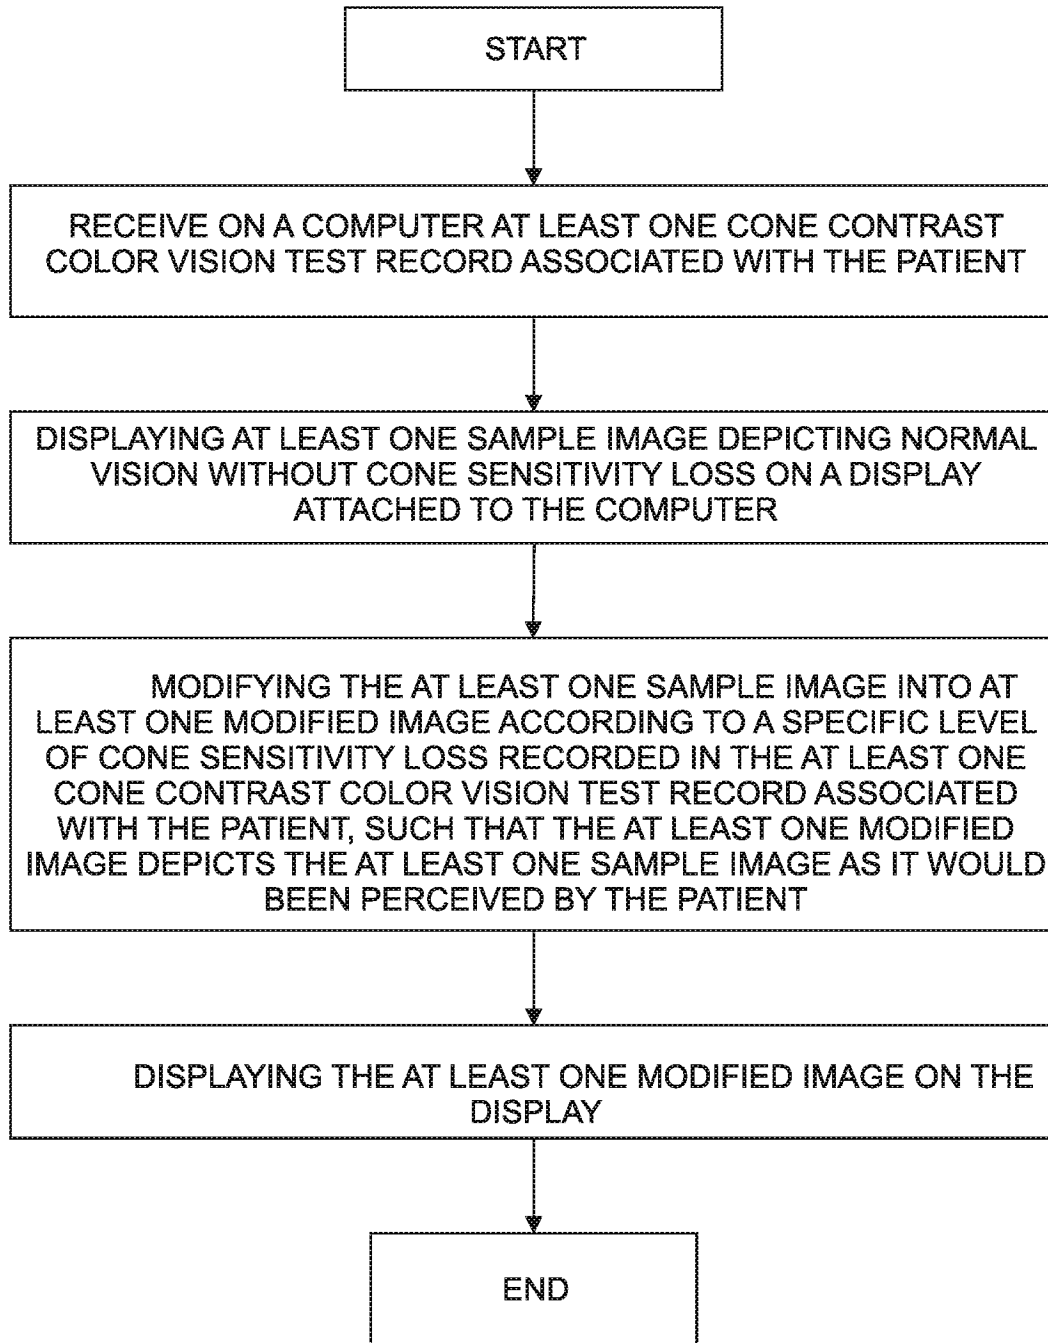 START
RECEIVE ON A COMPUTER AT LEAST ONE CONE CONTRAST
COLOR VISION TEST RECORD ASSOCIATED WITH THE PATIENT
DISPLAYING AT LEAST ONE SAMPLE IMAGE DEPICTING NORMAL
VISION WITHOUT CONE SENSITIVITY LOSS ON A DISPLAY
ATTACHED TO THE COMPUTER
MODIFYING THE AT LEAST ONE SAMPLE IMAGE INTO AT
LEAST ONE MODIFIED IMAGE ACCORDING TO A SPECIFIC LEVEL
OF CONE SENSITIVITY LOSS RECORDED IN THE AT LEAST ONE
CONE CONTRAST COLOR VISION TEST RECORD ASSOCIATED
WITH THE PATIENT, SUCH THAT THE AT LEAST ONE MODIFIED
IMAGE DEPICTS THE AT LEAST ONE SAMPLE IMAGE AS IT WOULD
BEEN PERCEIVED BY THE PATIENT
DISPLAYING THE AT LEAST ONE MODIFIED IMAGE ON THE
DISPLAY
END